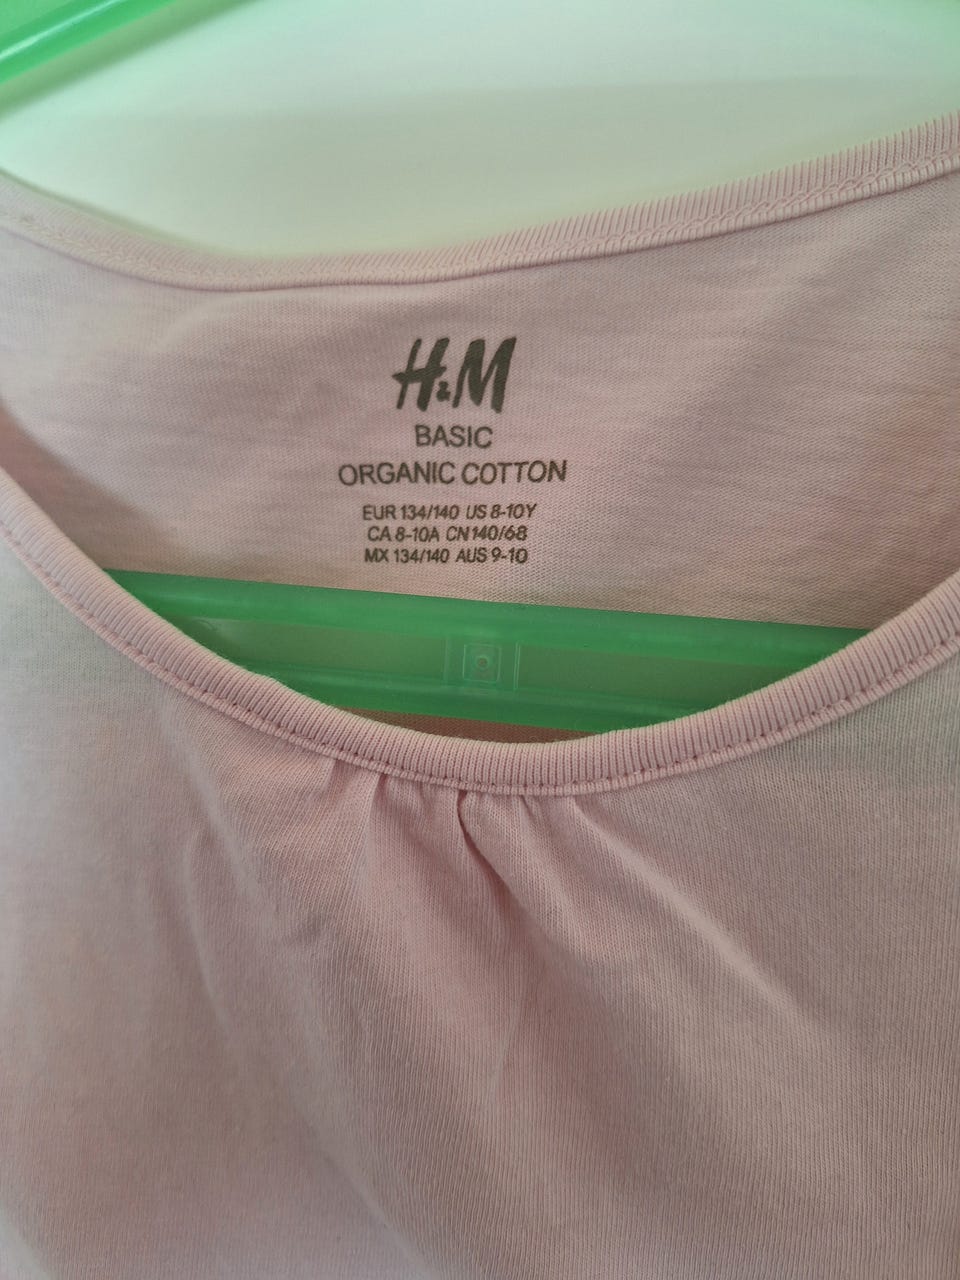 H&M
BASIC
ORGANIC COTTON
EUR 134/140 US 8-10Y
CA 8-10A CN 140/68
MX 134/140 AUS 9-10